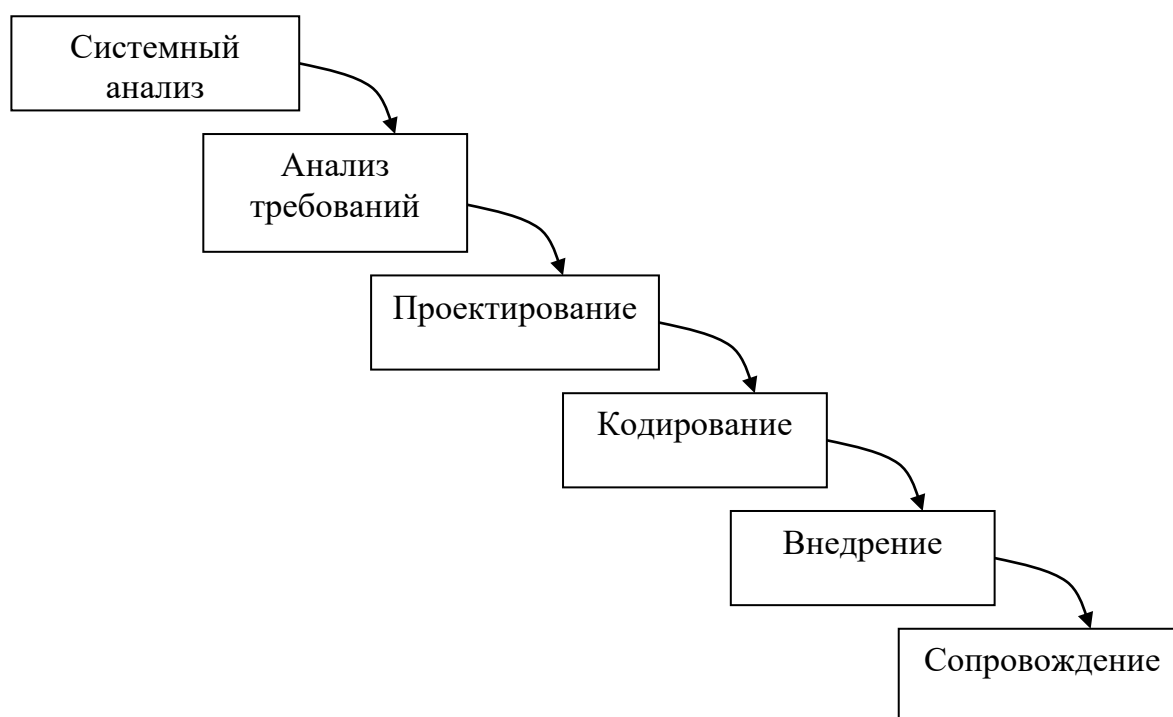 Системный
анализ
Анализ
требований
Проектирование
Кодирование
Внедрение
Сопровождение